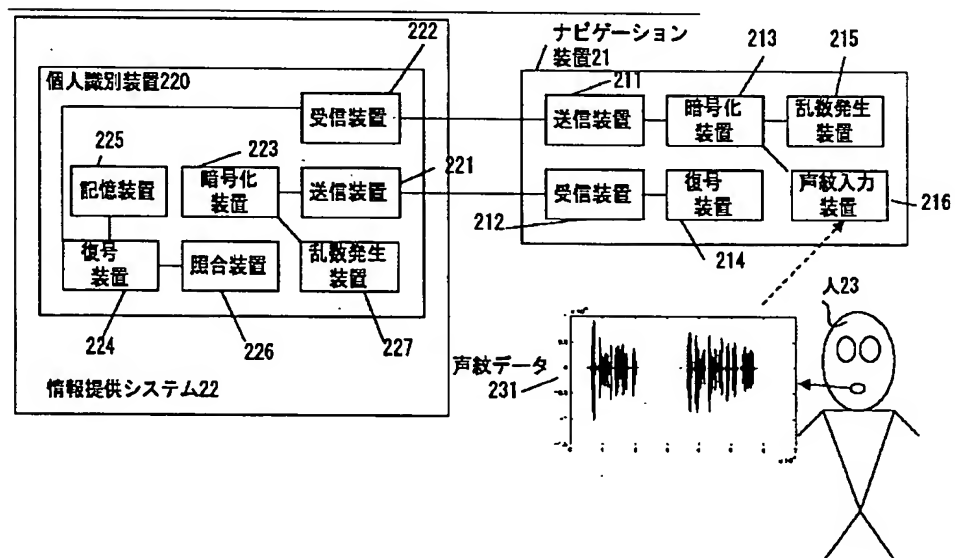 222
個人識別装置220
受信装置
225
223
221
記憶装置
暗号化
装置
送信装置
復号
装置
照合装置
乱数発生
装置
224
226
227
情報提供システム22
ナビゲーション
装置21
213
215
211
送信装置
暗号化
装置
乱数発生
装置
受信装置
復号
装置
声紋入力
装置
212
214
216
人23
声紋データ
231